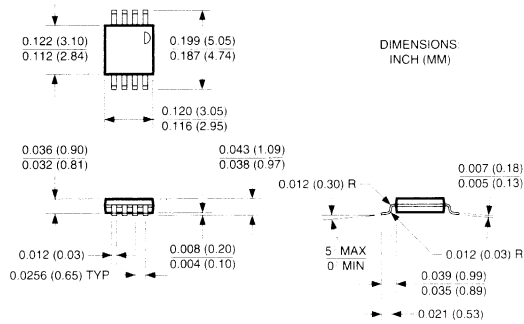 0.122 (3.10)
0.112 (2.84)
0.199 (5.05)
0.187 (4.74)
DIMENSIONS
INCH (MM)
0.120 (3.05)
0.116 (2.95)
0.036 (0.90)
0.032 (0.81)
0.043 (1.09)
0.038 (0.97)
0.007 (0.18)
0.005 (0.13)
0.012 (0.30) R
0.012 (0.03)
0.008 (0.20)
0.004 (0.10)
0.0256 (0.65) TYP
5 MAX
0 MIN
0.012 (0.03) R
0.039 (0.99)
0.035 (0.89)
0.021 (0.53)